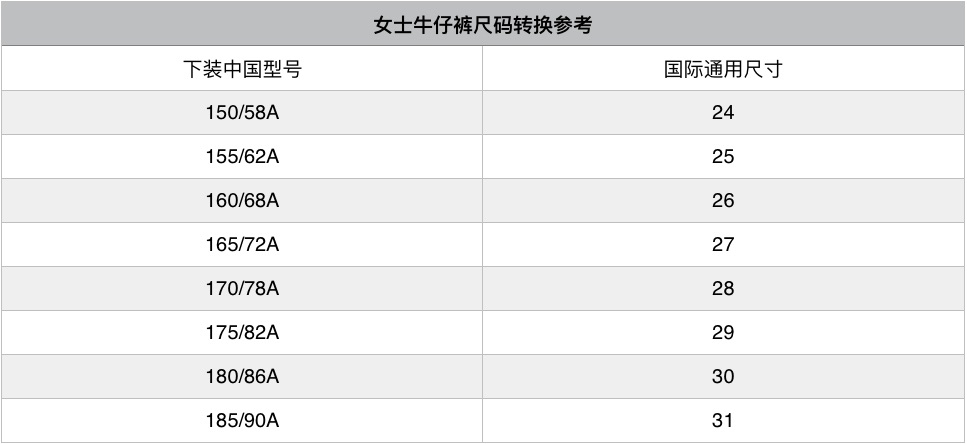 女士牛仔裤尺码转换参考
下装中国型号 国际通用尺寸
150/58A 24
155/62A 25
160/68A 26
165/72A 27
170/78A 28
175/82A 29
180/86A 30
185/90A 31